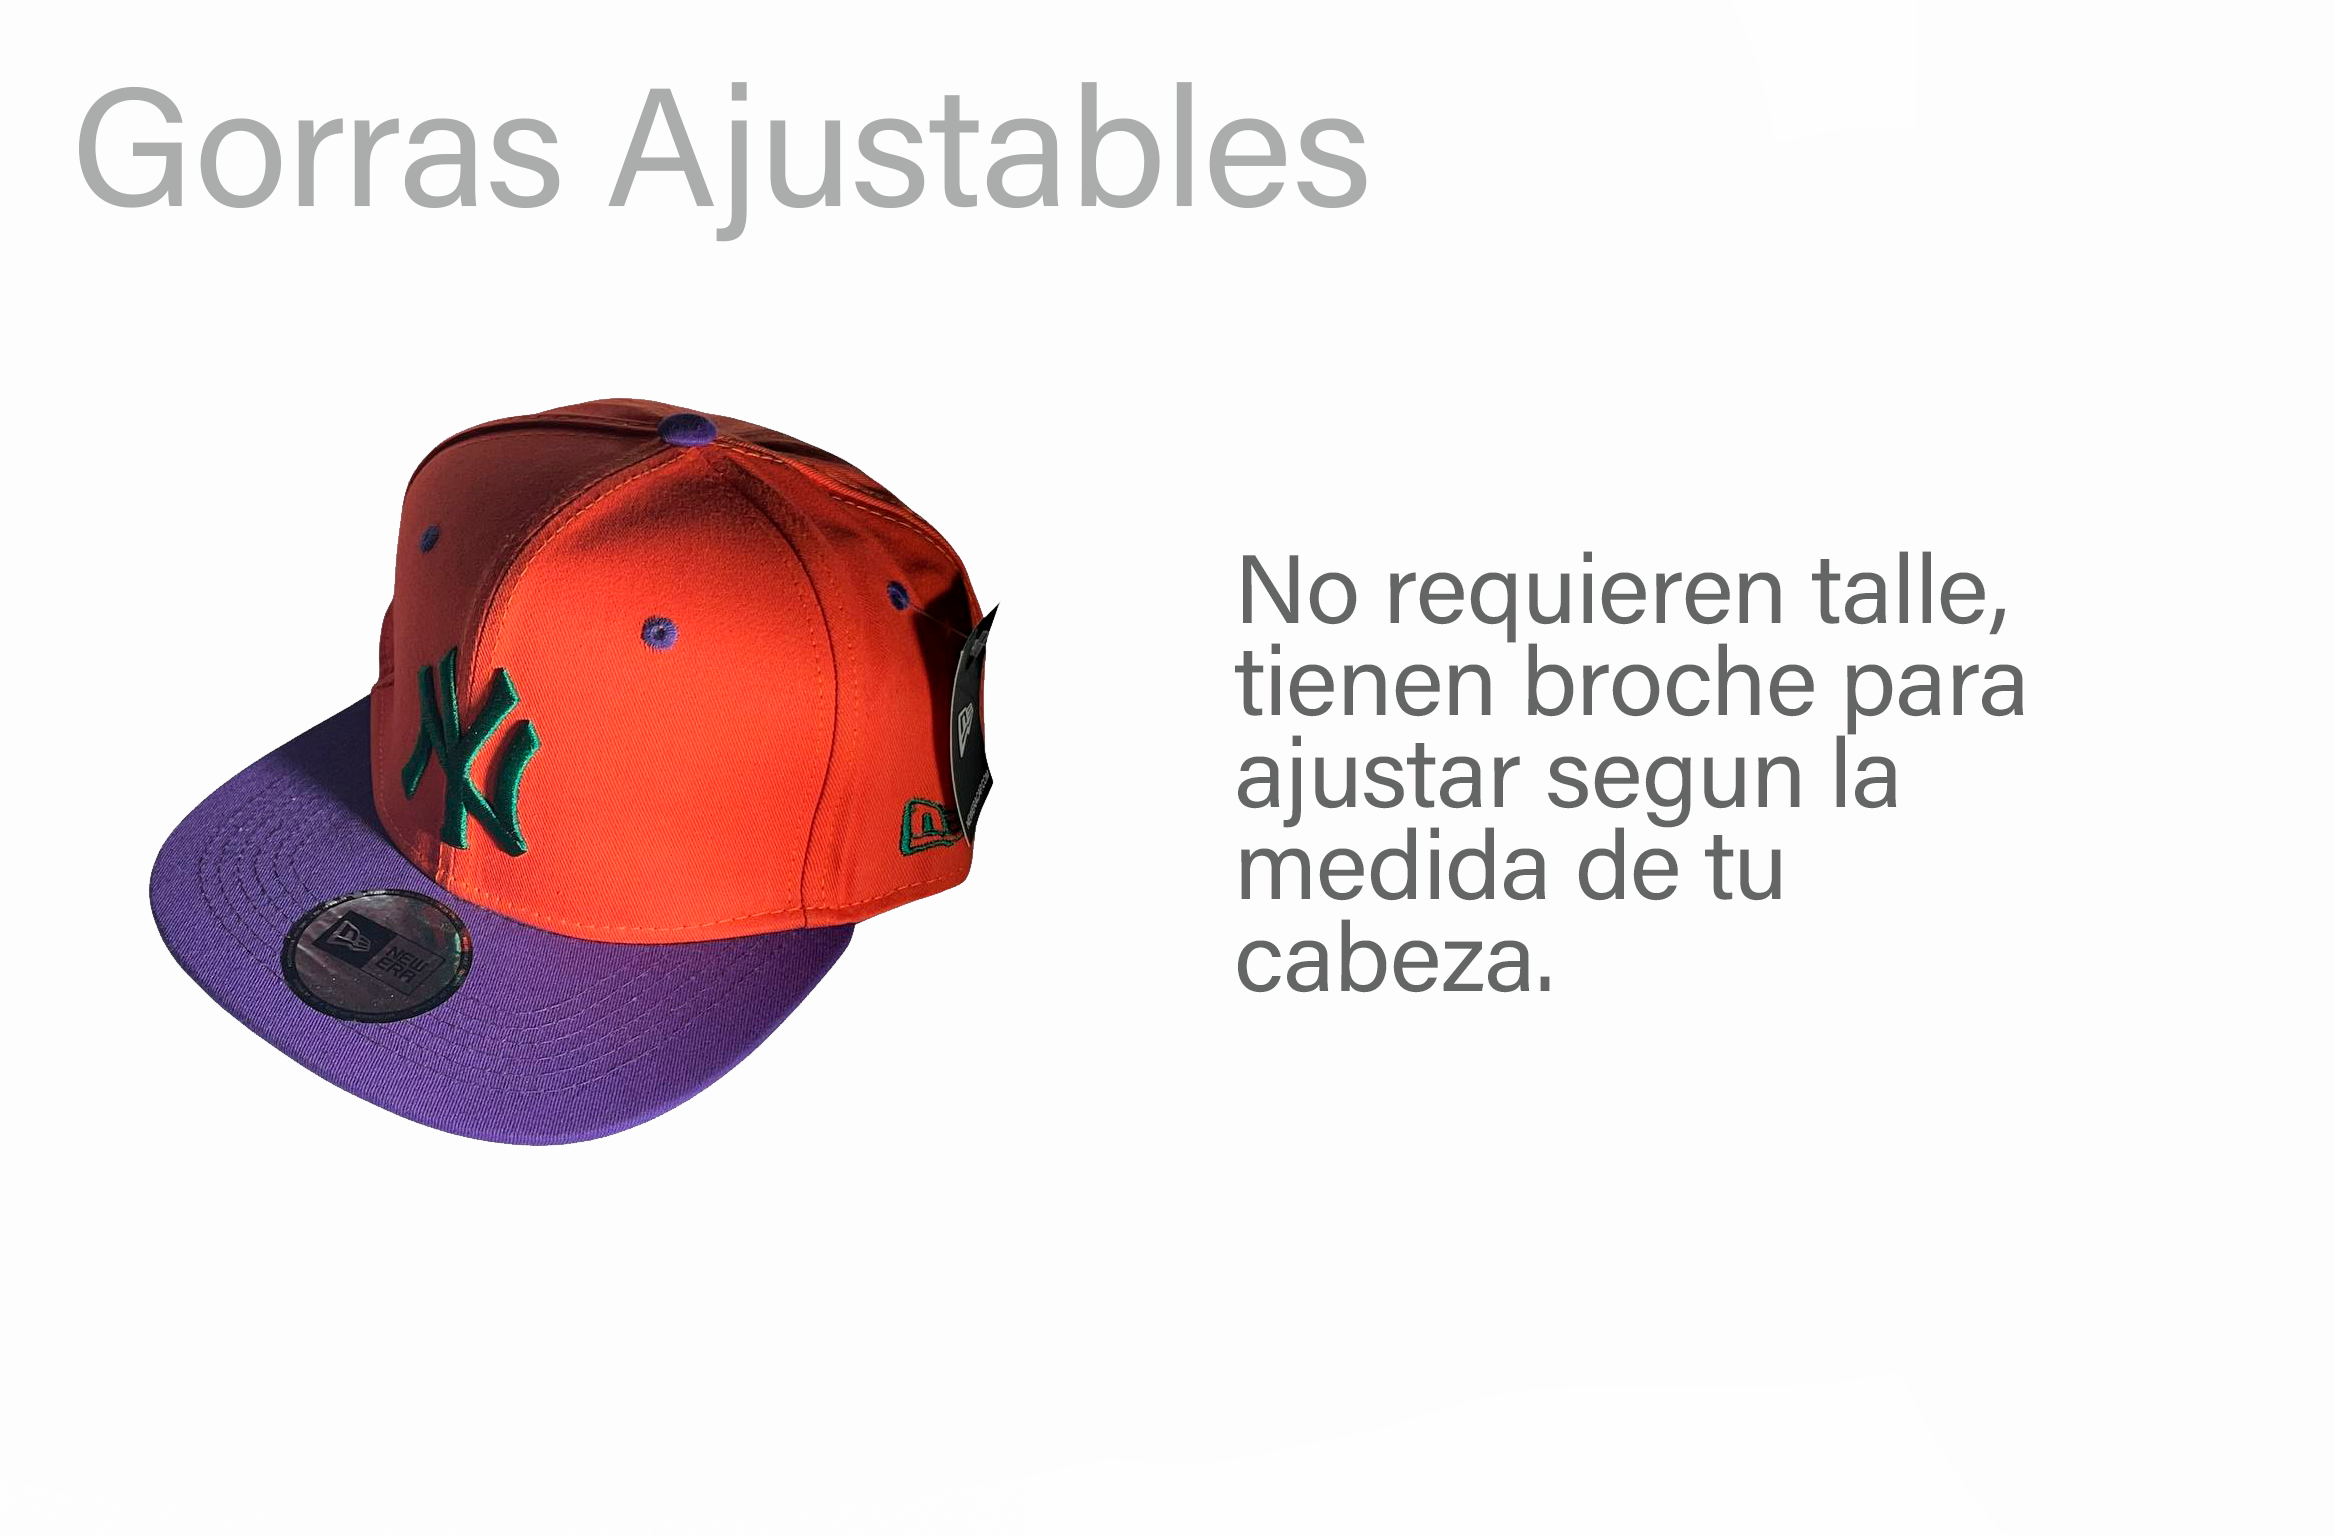 Gorras Ajustables
No requieren talle,
tienen broche para
ajustar segun la
medida de tu
cabeza.
NY
NEW
ERA